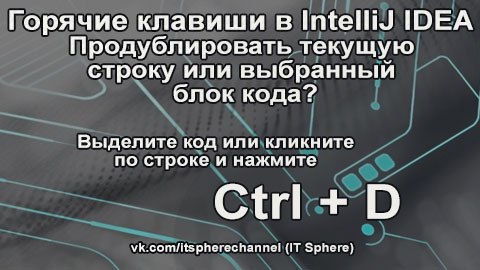 Горячие клавиши в IntelliJ IDEA
Продублировать текущую
строку или выбранный
блок кода?
Выделите код или кликните
по строке и нажмите
Ctrl + D
vk.com/itspherechannel (IT Sphere)